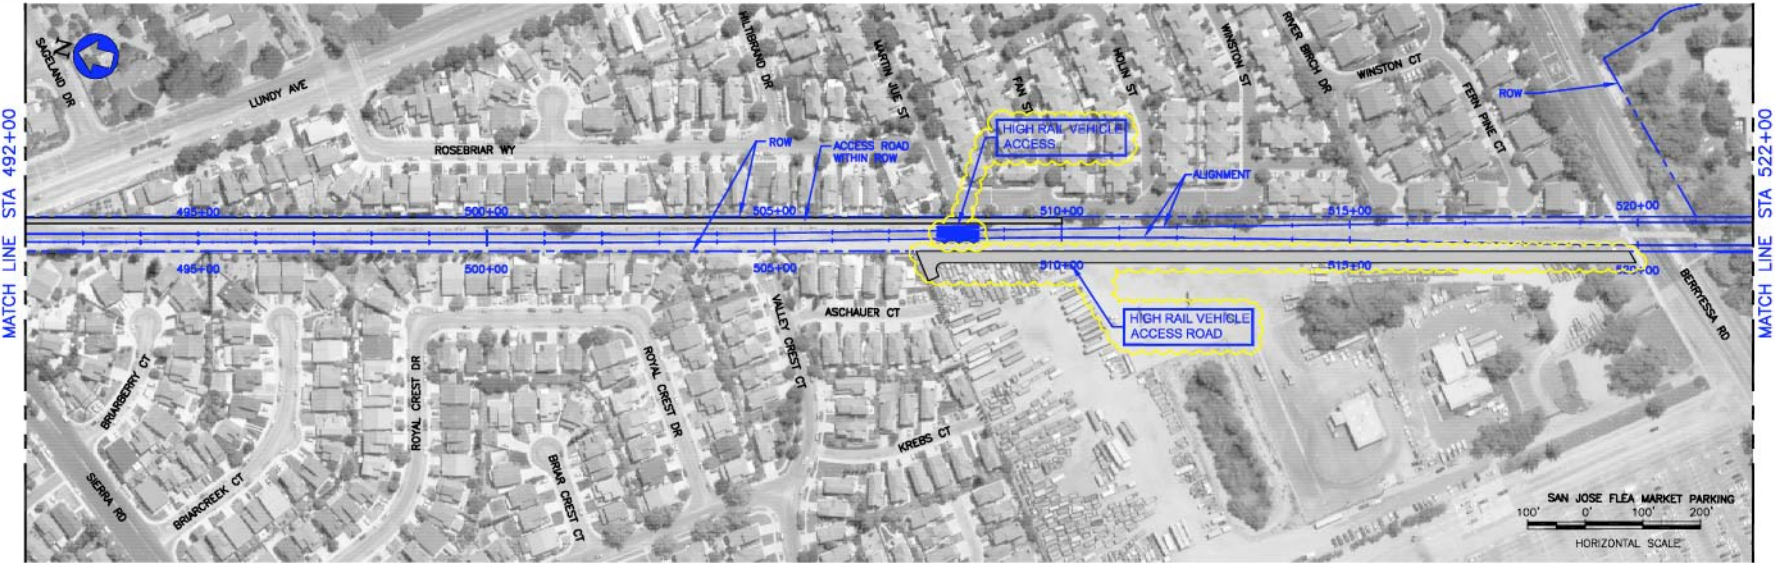 MATCH LINE STA 492+00
N
SAGELAND DR
LUNDY AVE
HILTIBRAND DR
MARTIN JUE ST
FAN ST
HOLIN ST
WINSTON ST
RIVER BIRCH DR
WINSTON CT
FERN PINE CT
ROW
ROSEBRIAR WY
ROW
ACCESS ROAD
WITHIN ROW
HIGH RAIL VEHICLE
ACCESS
ALIGNMENT
495+00
500+00
505+00
510+00
515+00
520+00
495+00
500+00
505+00
510+00
515+00
520+00
BERRYESSA RD
MATCH LINE STA 522+00
HIGH RAIL VEHICLE
ACCESS ROAD
ASCHAUER CT
VALLEY CREST CT
ROYAL CREST DR
ROYAL CREST DR
BRIARBERRY CT
BRIARCREEK CT
SIERRA RD
BRIAR CREST CT
KREBS CT
SAN JOSE FLEA MARKET PARKING
100' 0' 100' 200'
HORIZONTAL SCALE